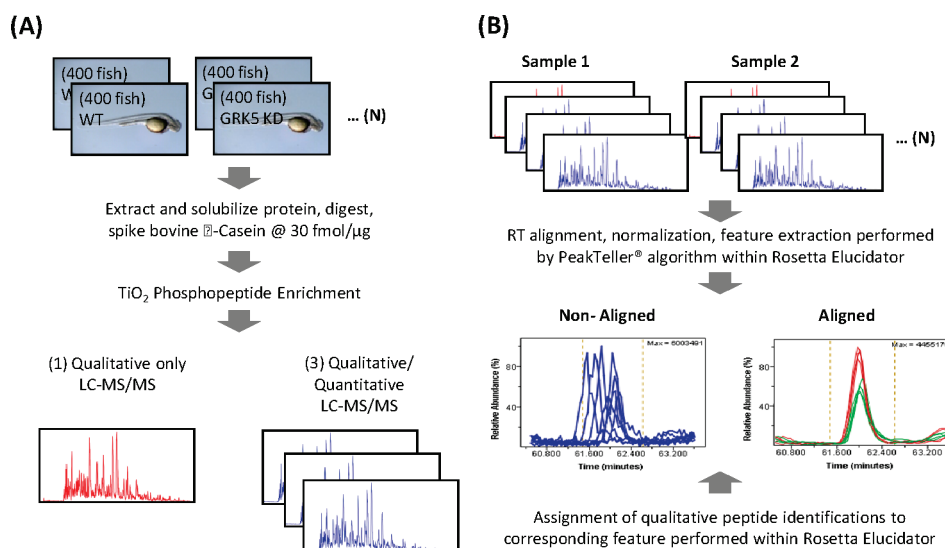 (A)
(400 fish)
W
(400 fish)
WT
(400 fish)
G
(400 fish)
GRK5 KD
... (N)
Extract and solubilize protein, digest,
spike bovine ⍰-Casein @ 30 fmol/µg
TiO₂ Phosphopeptide Enrichment
(1) Qualitative only
LC-MS/MS
(3) Qualitative/
Quantitative
LC-MS/MS
(B)
Sample 1
Sample 2
... (N)
RT alignment, normalization, feature extraction performed
by PeakTeller® algorithm within Rosetta Elucidator
Non- Aligned
Max = 5003491
Relative Abundance (%)
80
40
60.800 61.600 62.400 63.200
Time (minutes)
Aligned
Max = 445517
Relative Abundance (%)
80
40
60.800 61.600 62.400 63.200
Time (minutes)
Assignment of qualitative peptide identifications to
corresponding feature performed within Rosetta Elucidator